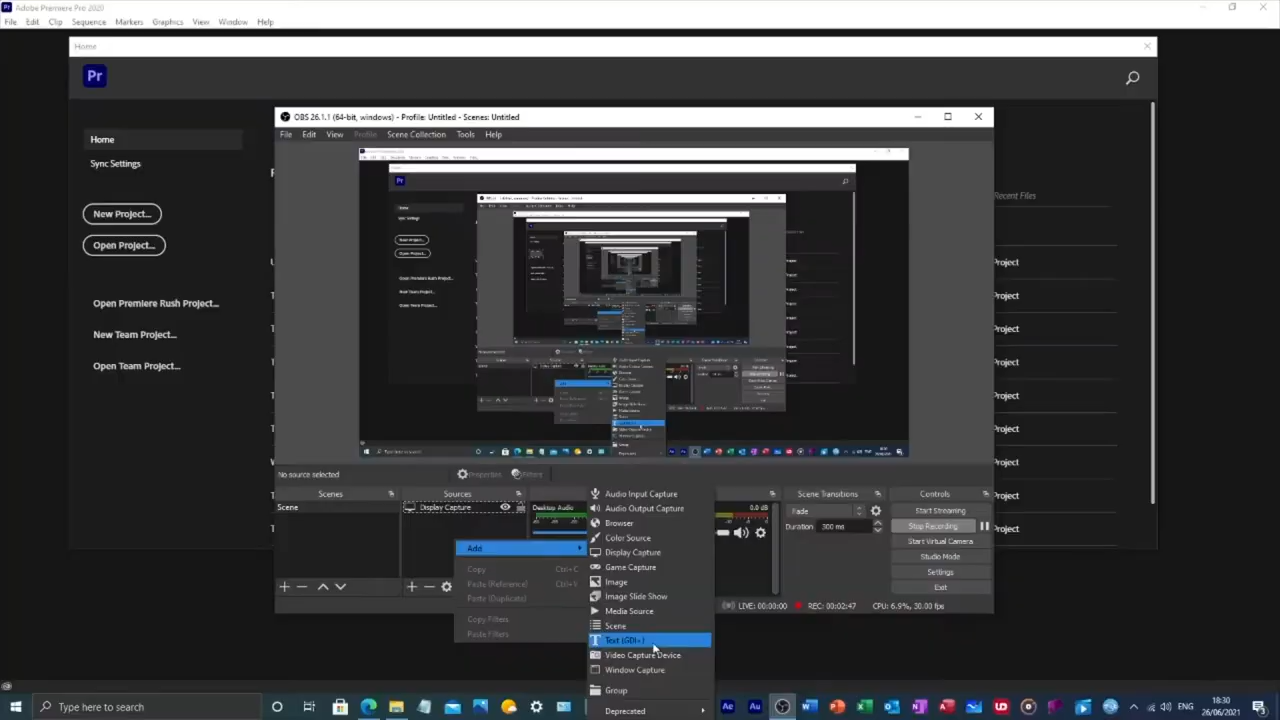 Pr Adobe Premiere Pro 2020
File Edit Clip Sequence Markers Graphics View Window Help
Home
Pr
Home
Sync Settings
New Project...
Open Project...
Open Premiere Rush Project...
New Team Project...
Open Team Project...
Recent Files
Project
Project
Project
Project
Project
Project
Project
Project
Project
OBS 26.1.1 (64-bit, windows) - Profile: Untitled - Scenes: Untitled
File Edit View Profile Scene Collection Tools Help
No source selected
Properties Filters
Scenes
Scene
Sources
Display Capture
Desktop Audio
0.0 dB
Scene Transitions
Fade
Duration 300 ms
Controls
Start Streaming
Stop Recording
Start Virtual Camera
Studio Mode
Settings
Exit
Add
Copy Ctrl+C
Paste (Reference) Ctrl+V
Paste (Duplicate)
Copy Filters
Paste Filters
Audio Input Capture
Audio Output Capture
Browser
Color Source
Display Capture
Game Capture
Image
Image Slide Show
Media Source
Scene
Text (GDI+)
Video Capture Device
Window Capture
Group
Deprecated
LIVE: 00:00:00 REC: 00:02:47 CPU: 6.9%, 30.00 fps
Type here to search
Ae Au
ENG
18:30
26/06/2021